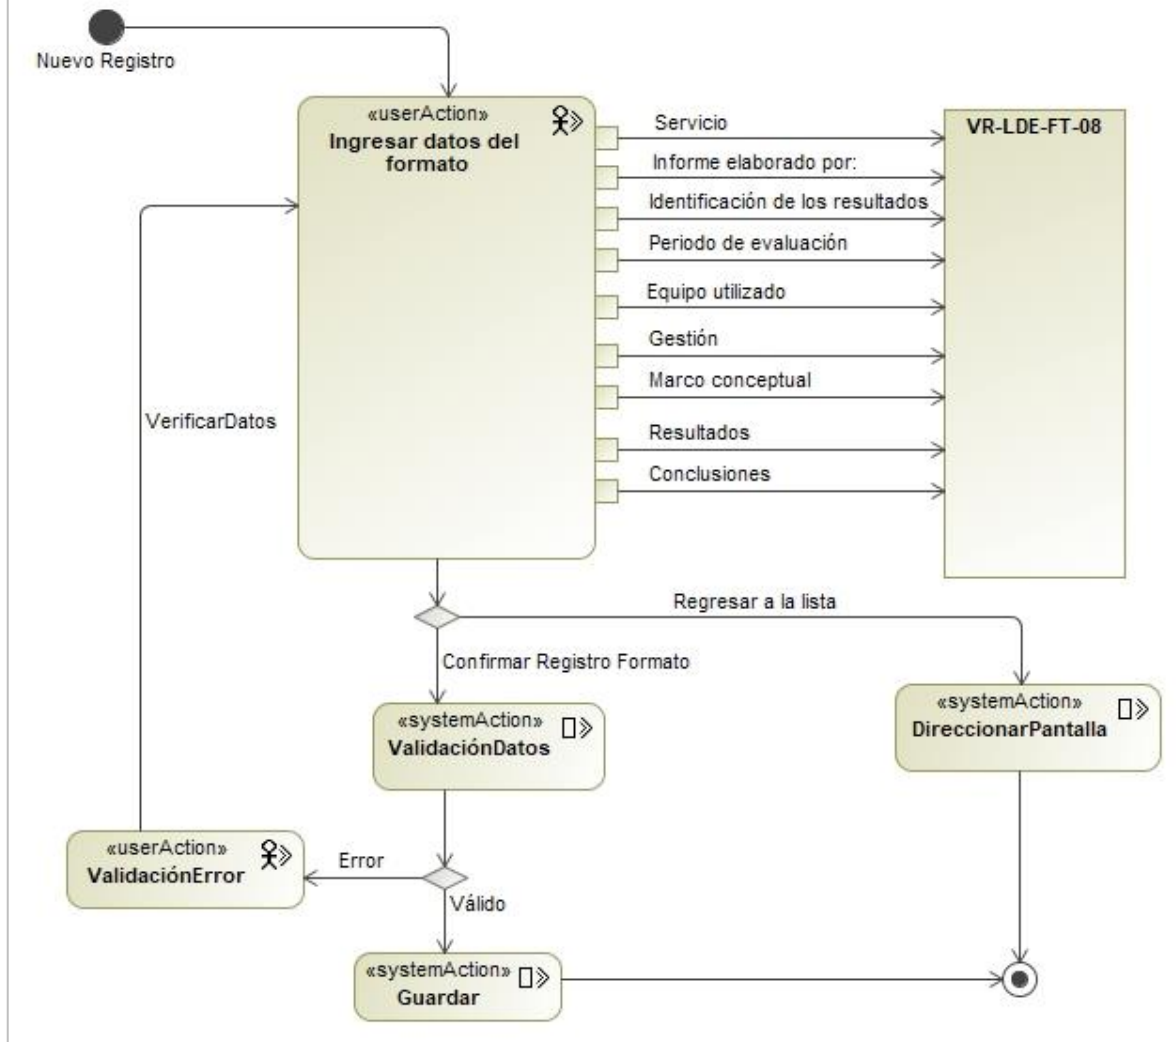 Nuevo Registro
«userAction»
Ingresar datos del
formato
Servicio
Informe elaborado por:
Identificación de los resultados
Periodo de evaluación
Equipo utilizado
Gestión
Marco conceptual
Resultados
Conclusiones
VR-LDE-FT-08
VerificarDatos
Regresar a la lista
Confirmar Registro Formato
«systemAction»
ValidaciónDatos
«systemAction»
DireccionarPantalla
«userAction»
ValidaciónError
Error
Válido
«systemAction»
Guardar